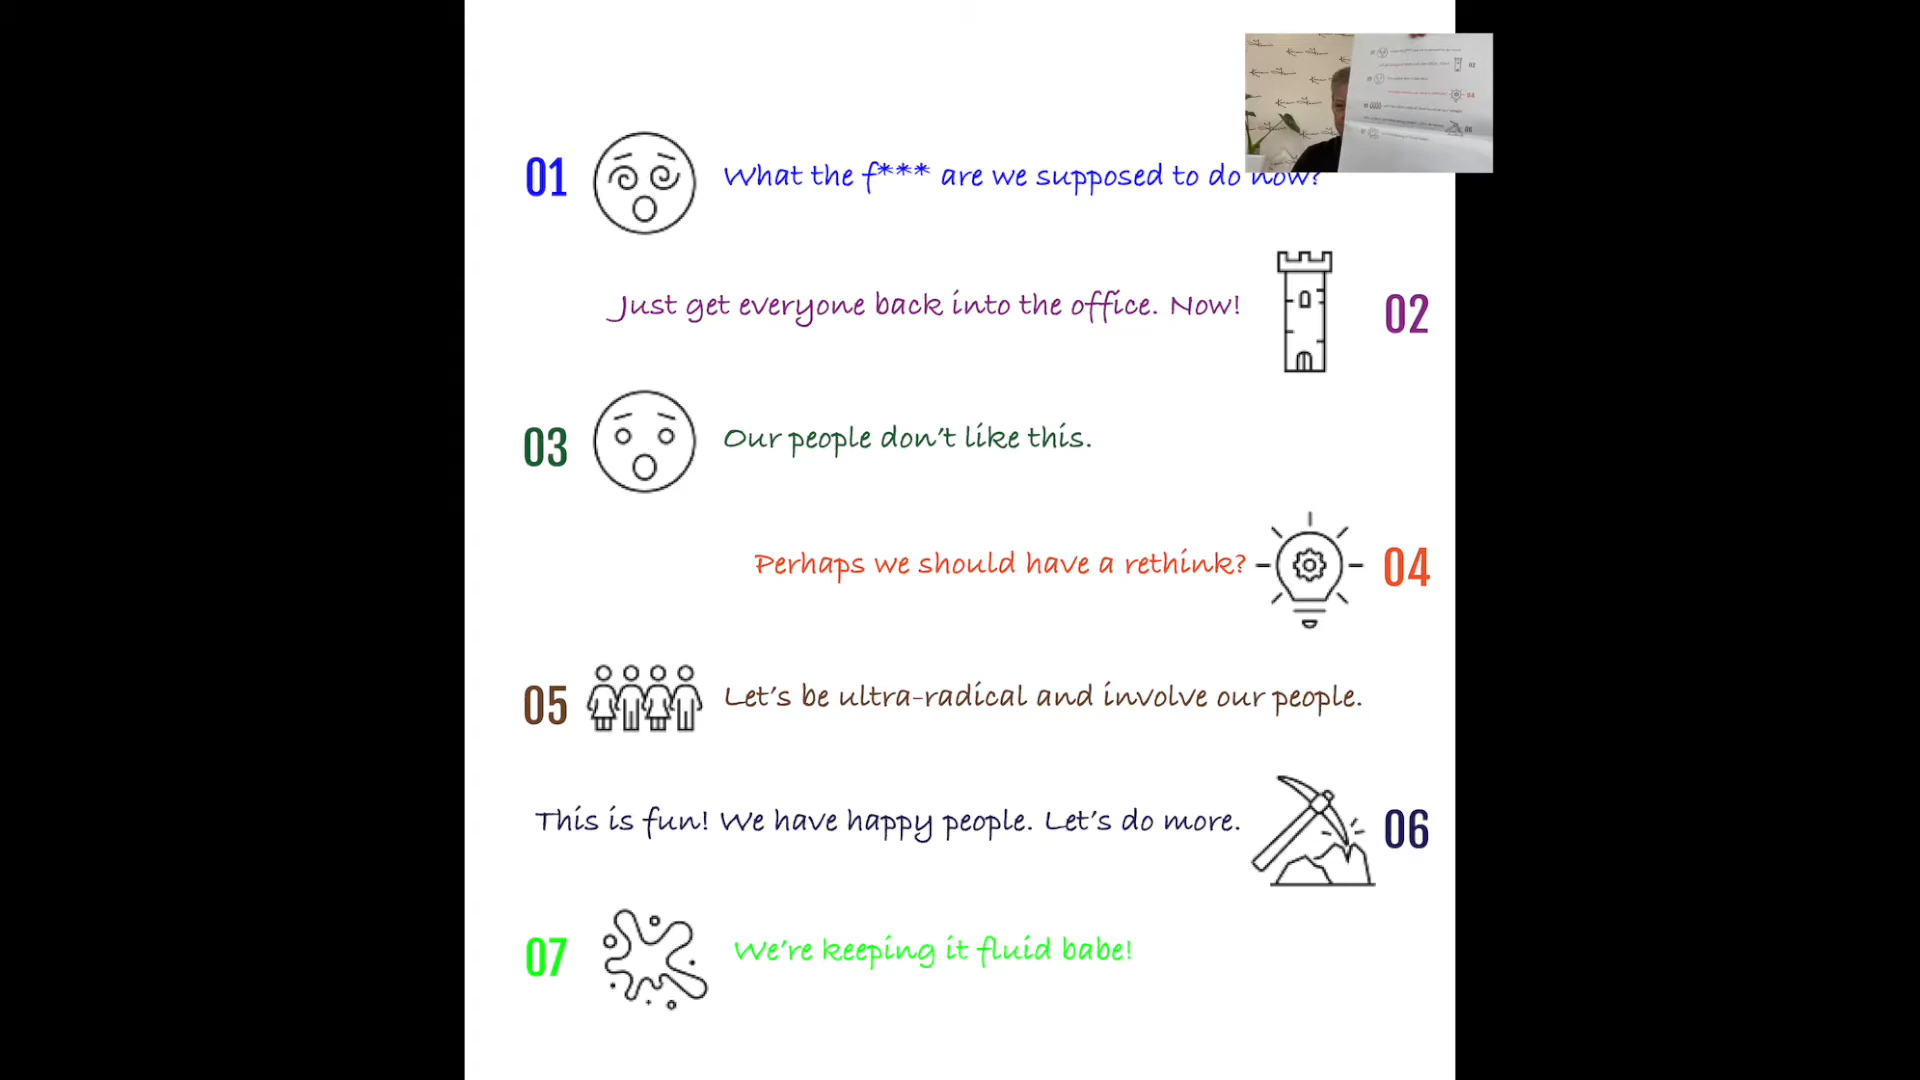 01 What the f*** are we supposed to do now?
Just get everyone back into the office. Now! 02
03 Our people don't like this.
Perhaps we should have a rethink? 04
05 Let's be ultra-radical and involve our people.
This is fun! We have happy people. Let's do more. 06
07 We're keeping it fluid babe!